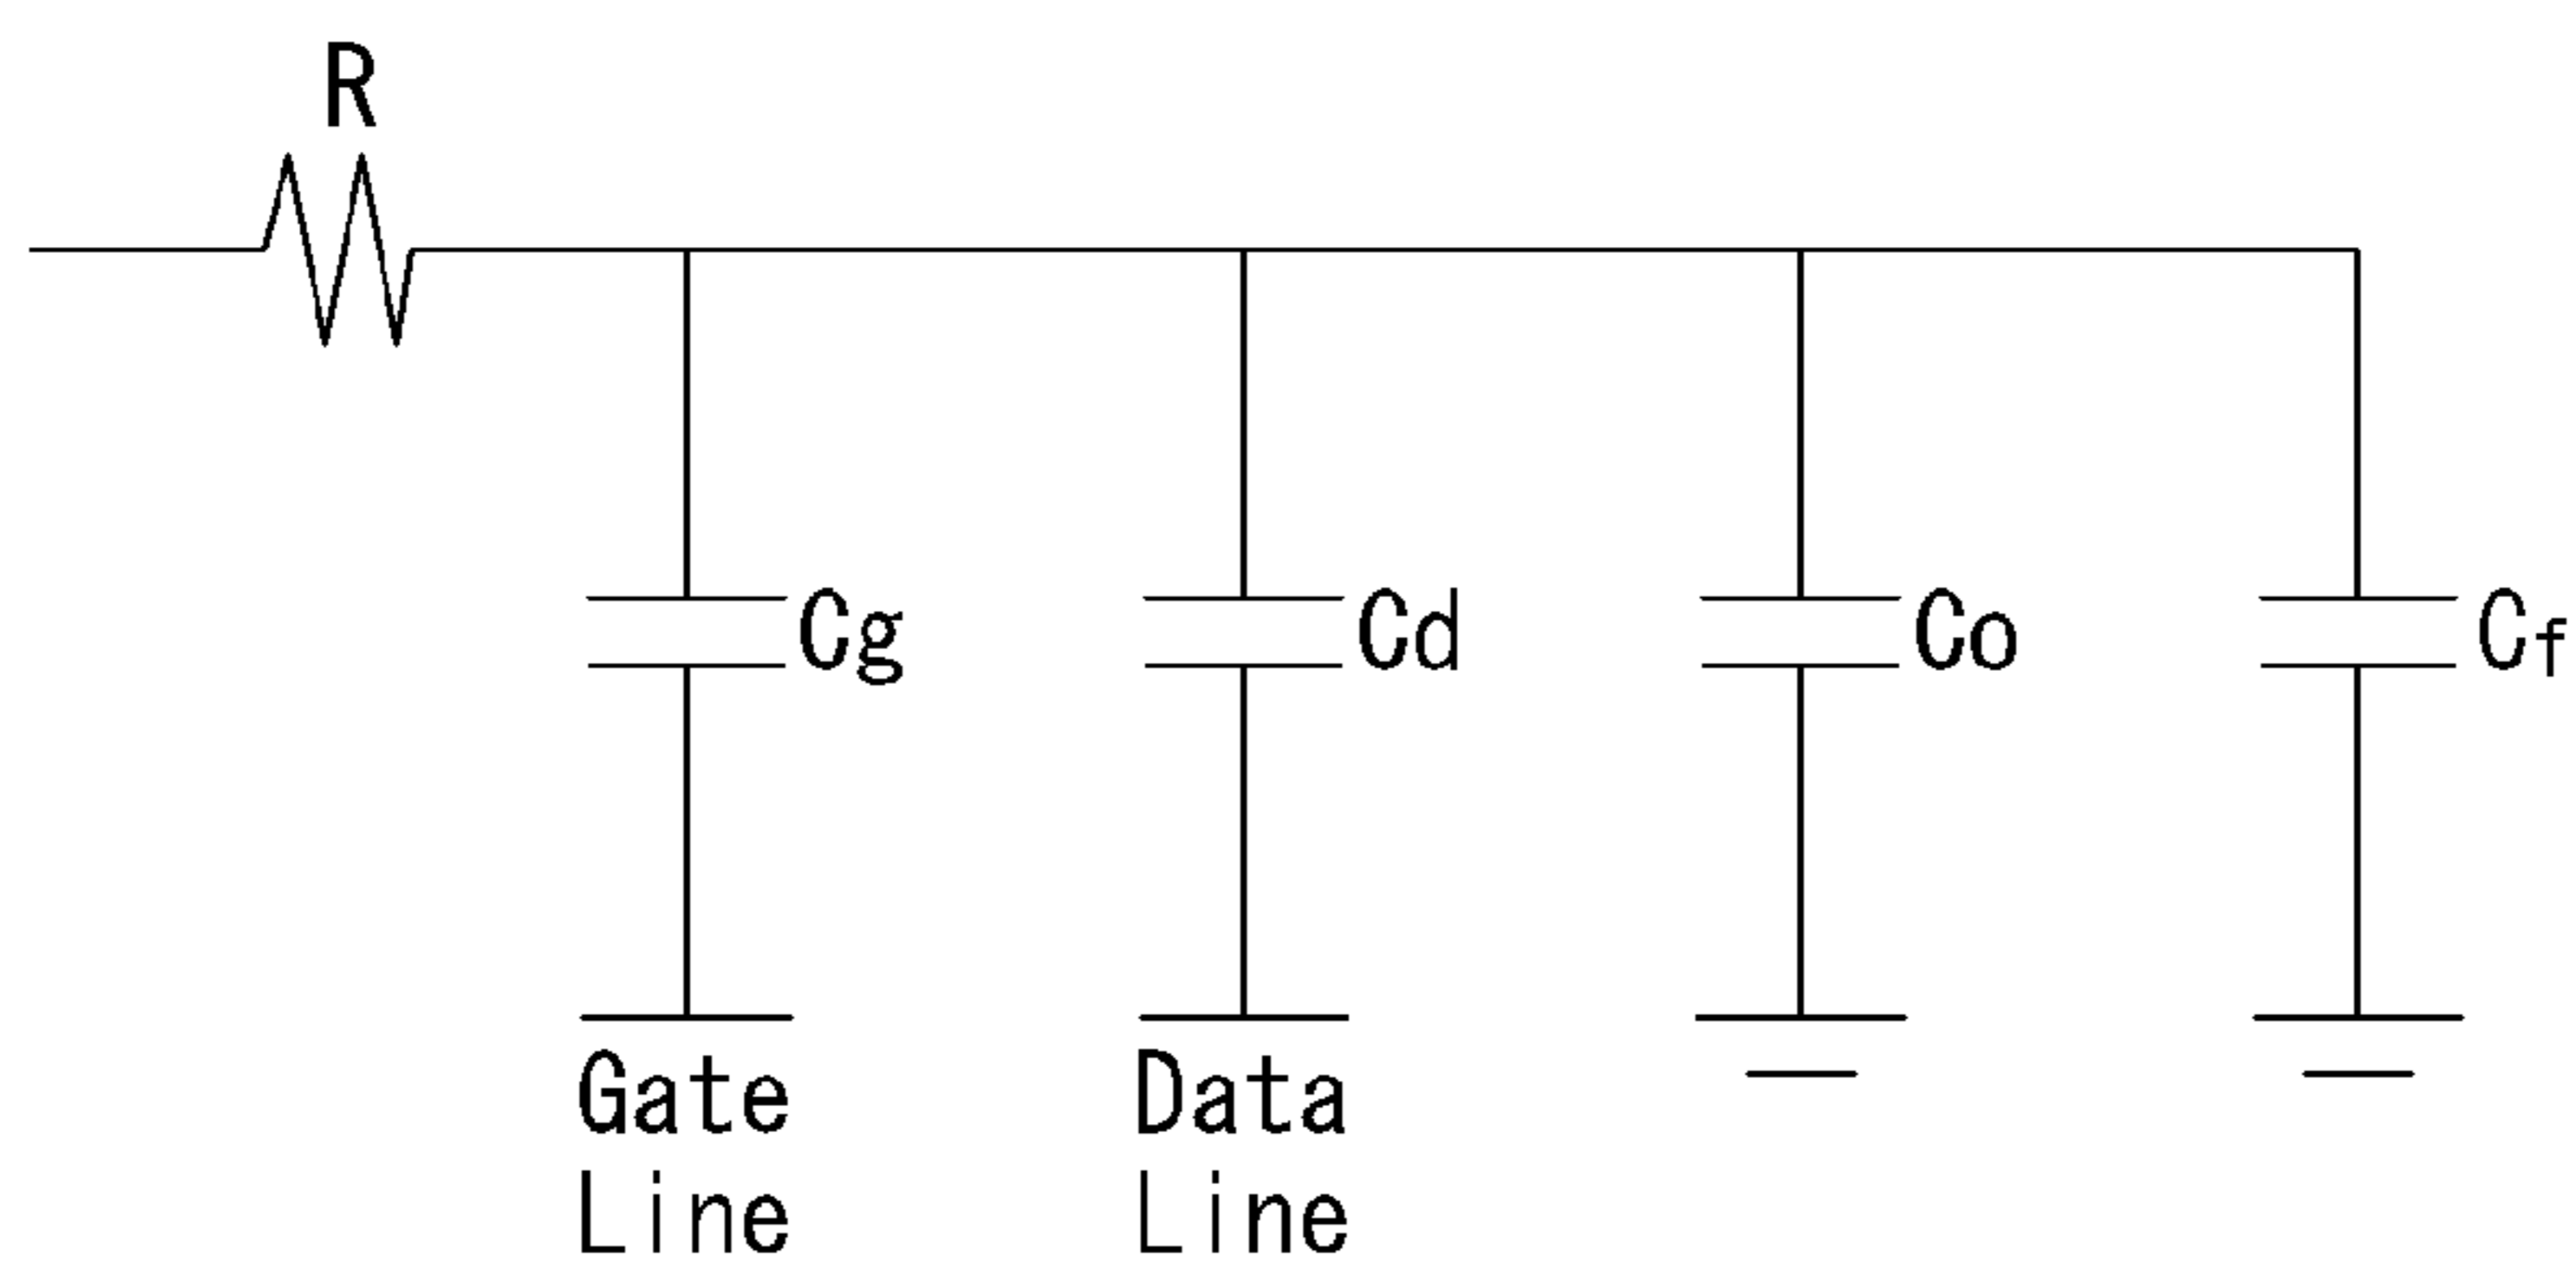 R
Cg
Cd
Co
Cf
Gate
Line
Data
Line